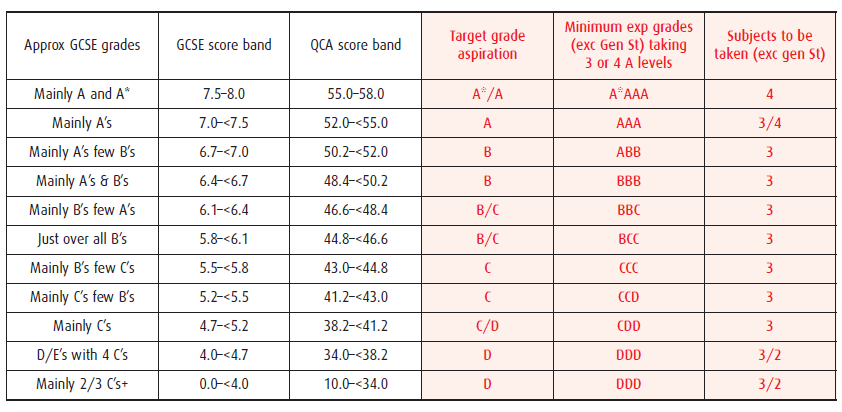 Approx GCSE grades GCSE score band QCA score band Target grade aspiration Minimum exp grades (exc Gen St) taking 3 or 4 A levels Subjects to be taken (exc gen St)
Mainly A and A* 7.5-8.0 55.0-58.0 A*/A A*AAA 4
Mainly A's 7.0-<7.5 52.0-<55.0 A AAA 3/4
Mainly A's few B's 6.7-<7.0 50.2-<52.0 B ABB 3
Mainly A's & B's 6.4-<6.7 48.4-<50.2 B BBB 3
Mainly B's few A's 6.1-<6.4 46.6-<48.4 B/C BBC 3
Just over all B's 5.8-<6.1 44.8-<46.6 B/C BCC 3
Mainly B's few C's 5.5-<5.8 43.0-<44.8 C CCC 3
Mainly C's few B's 5.2-<5.5 41.2-<43.0 C CCD 3
Mainly C's 4.7-<5.2 38.2-<41.2 C/D CDD 3
D/E's with 4 C's 4.0-<4.7 34.0-<38.2 D DDD 3/2
Mainly 2/3 C's+ 0.0-<4.0 10.0-<34.0 D DDD 3/2